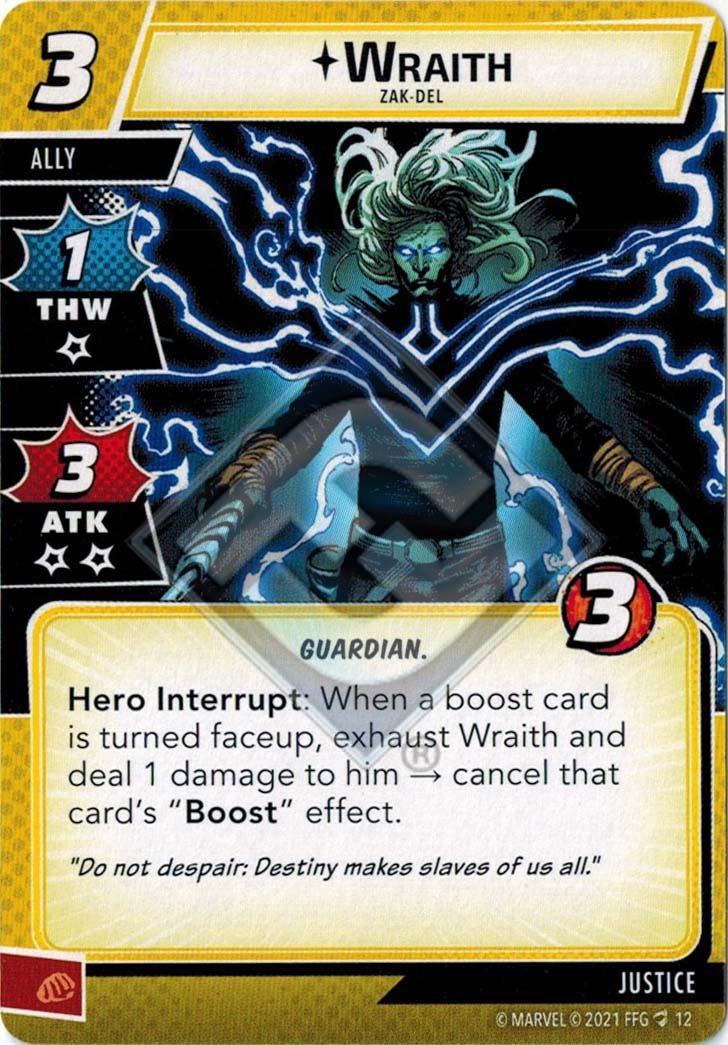 3
WRAITH
ZAK-DEL
ALLY
1
THW
3
ATK
3
GUARDIAN.
Hero Interrupt: When a boost card
is turned faceup, exhaust Wraith and
deal 1 damage to him → cancel that
card's "Boost" effect.
"Do not despair: Destiny makes slaves of us all."
JUSTICE
© MARVEL © 2021 FFG 12
®